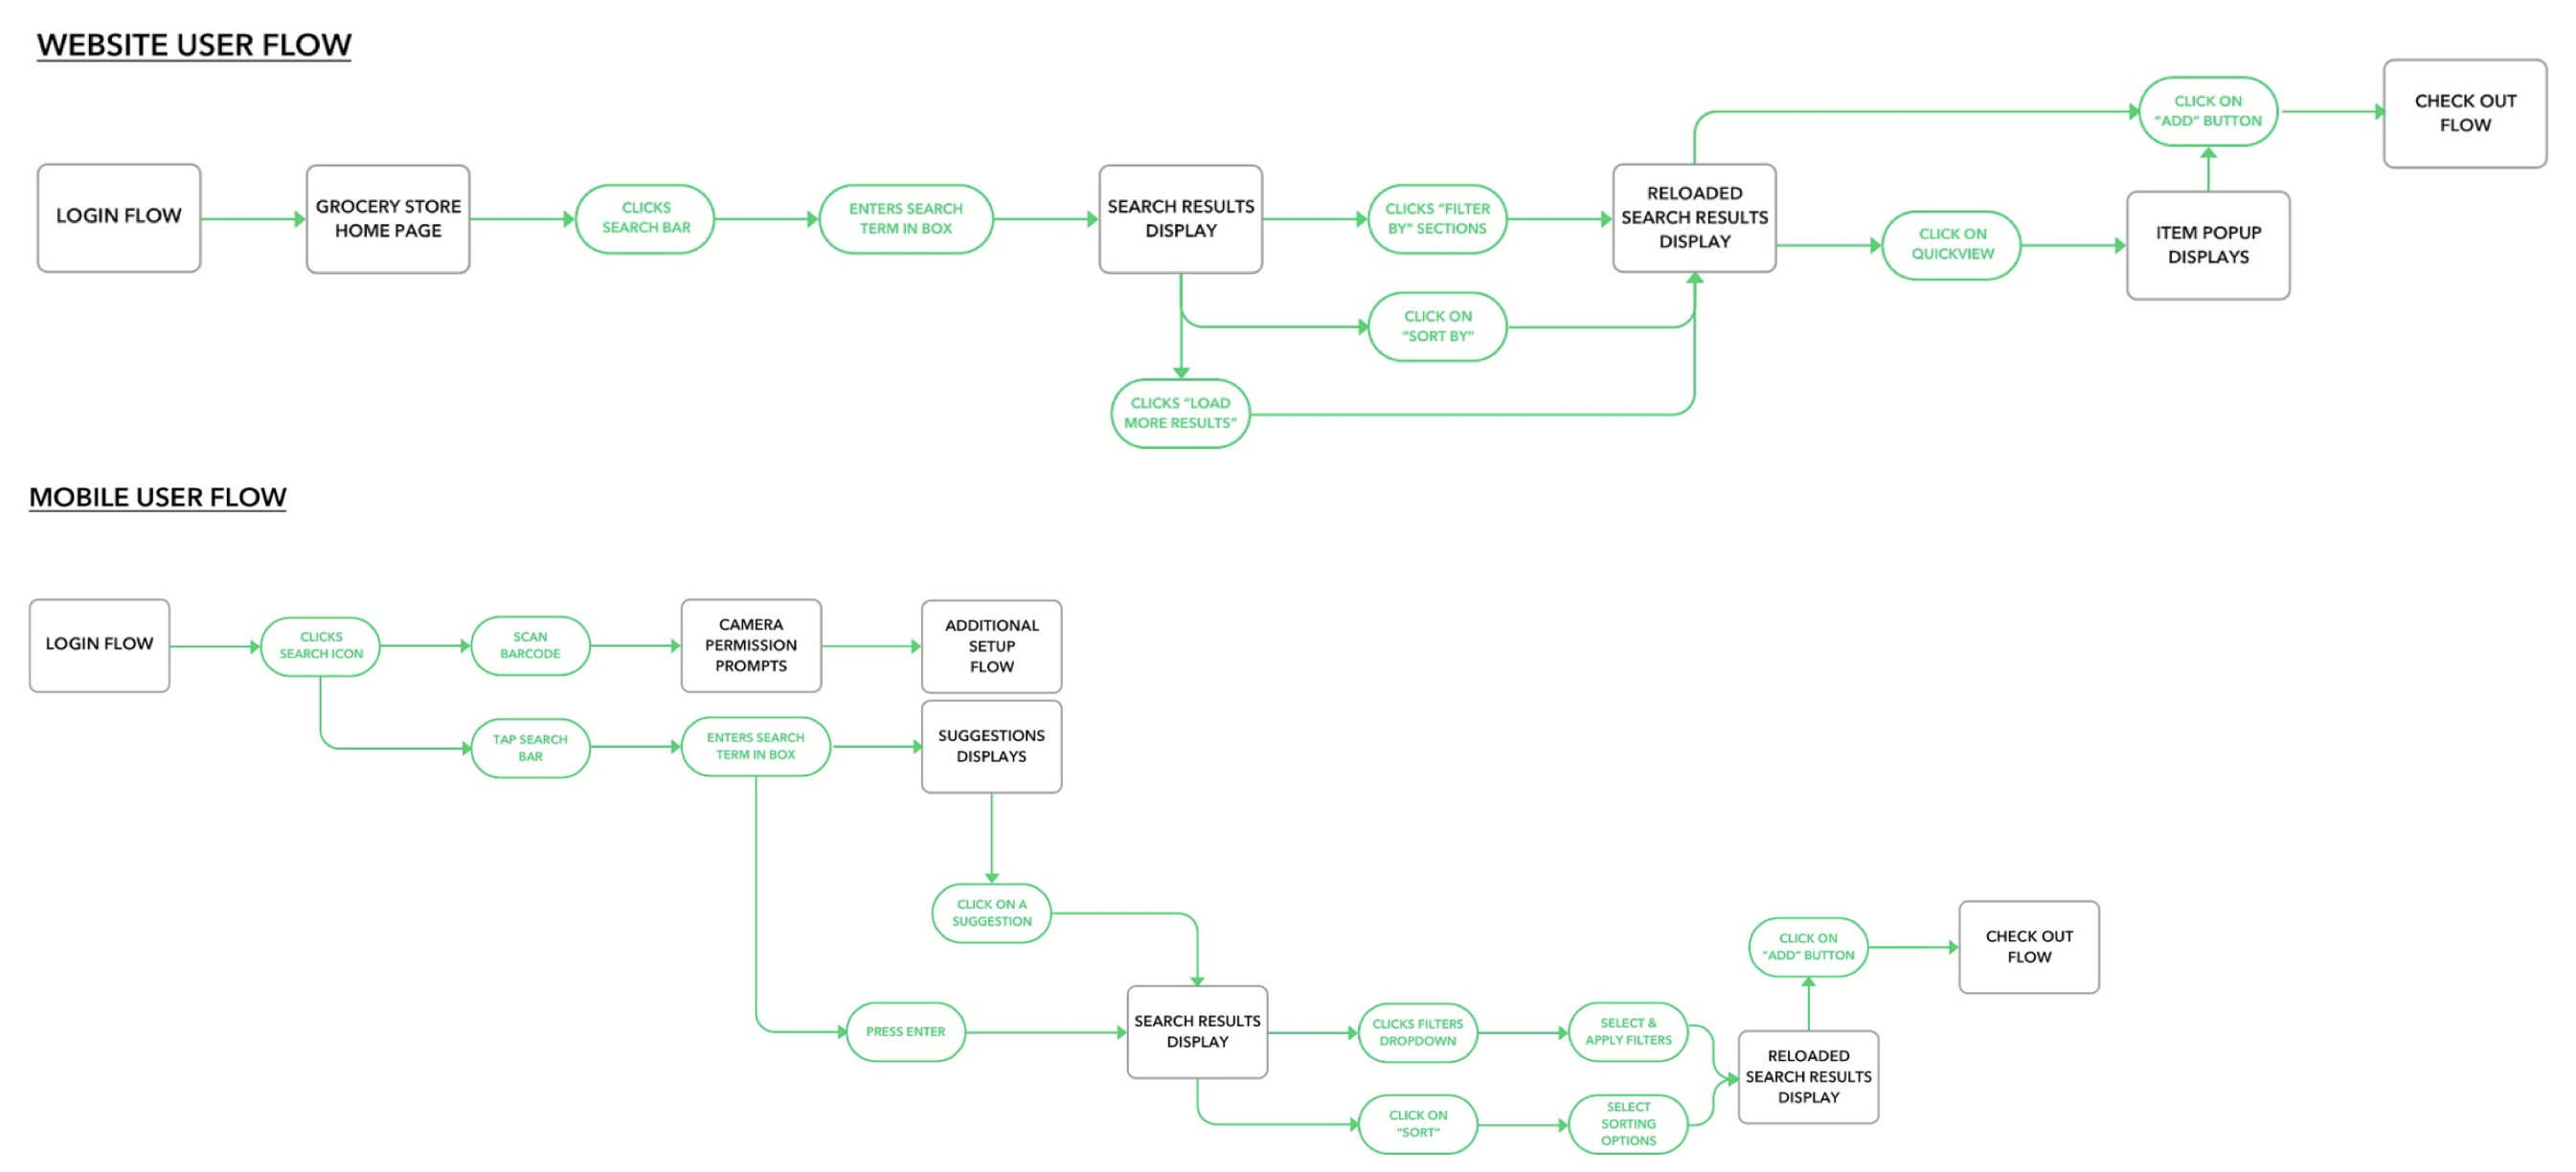 WEBSITE USER FLOW
CLICK ON
"ADD" BUTTON
CHECK OUT
FLOW
LOGIN FLOW
GROCERY STORE
HOME PAGE
CLICKS
SEARCH BAR
ENTERS SEARCH
TERM IN BOX
SEARCH RESULTS
DISPLAY
CLICKS "FILTER
BY" SECTIONS
RELOADED
SEARCH RESULTS
DISPLAY
CLICK ON
QUICKVIEW
ITEM POPUP
DISPLAYS
CLICK ON
"SORT BY"
CLICKS "LOAD
MORE RESULTS"
MOBILE USER FLOW
LOGIN FLOW
CLICKS
SEARCH ICON
SCAN
BARCODE
CAMERA
PERMISSION
PROMPTS
ADDITIONAL
SETUP
FLOW
TAP SEARCH
BAR
ENTERS SEARCH
TERM IN BOX
SUGGESTIONS
DISPLAYS
CLICK ON A
SUGGESTION
PRESS ENTER
SEARCH RESULTS
DISPLAY
CLICKS FILTERS
DROPDOWN
SELECT &
APPLY FILTERS
CLICK ON
"SORT"
SELECT
SORTING
OPTIONS
RELOADED
SEARCH RESULTS
DISPLAY
CLICK ON
"ADD" BUTTON
CHECK OUT
FLOW